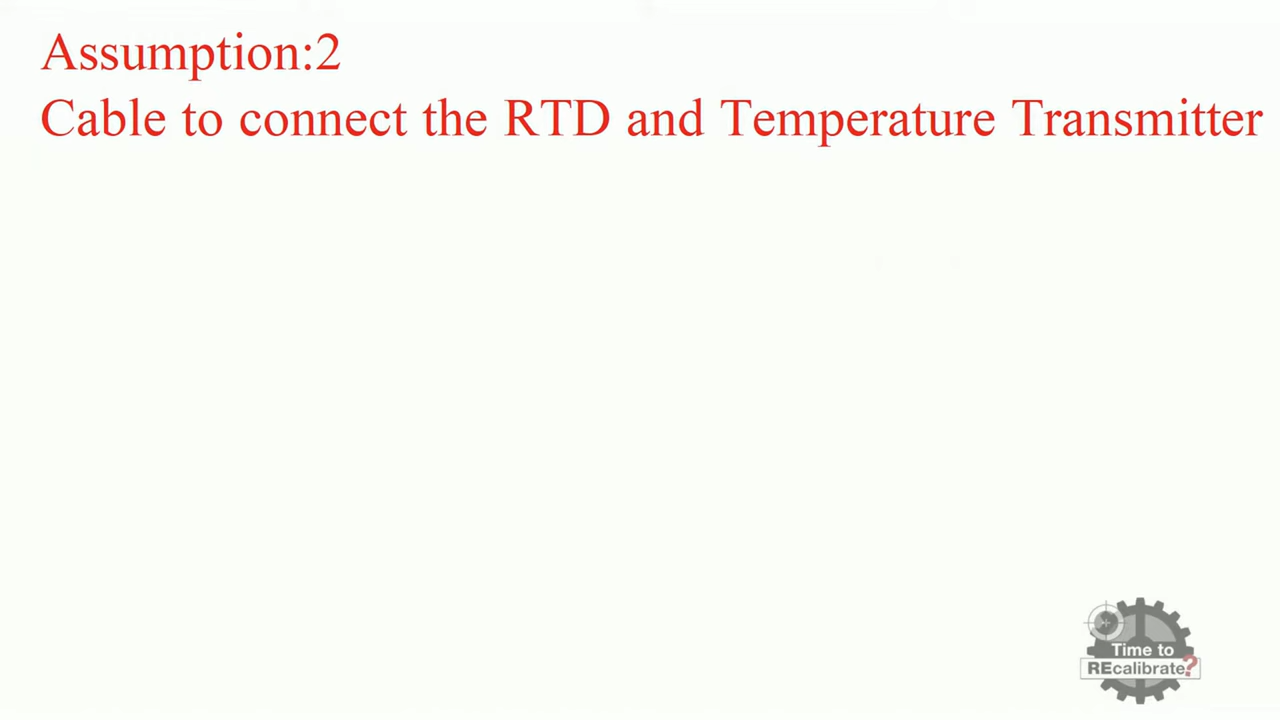 Assumption:2
Cable to connect the RTD and Temperature Transmitter
Time to
REcalibrate?